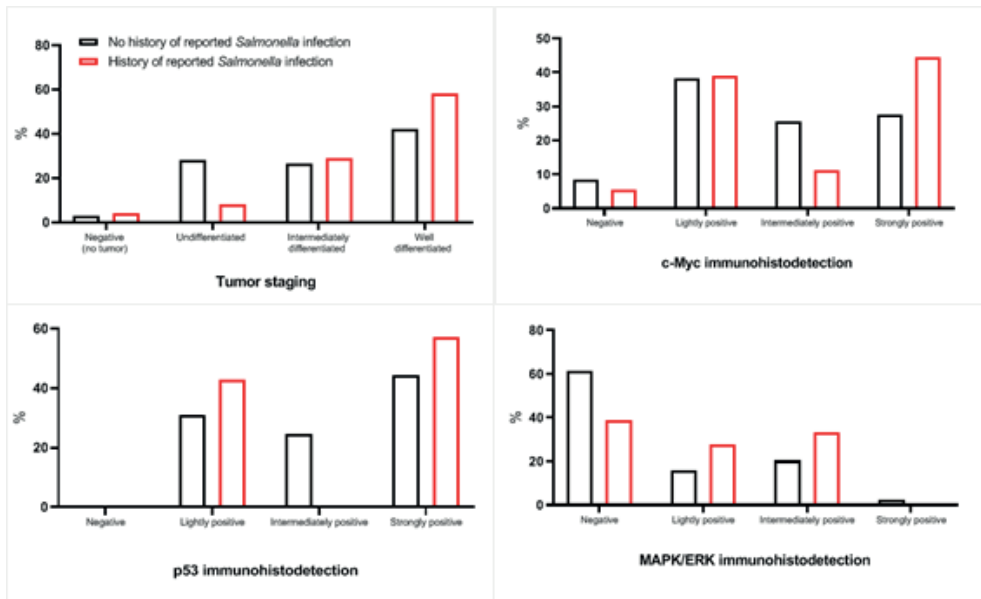 80
60
40
20
0
%
No history of reported Salmonella infection
History of reported Salmonella infection
Negative
(no tumor)
Undifferentiated
Intermediately
differentiated
Well
differentiated
Tumor staging
50
40
30
20
10
0
%
Negative
Lightly positive
Intermediately positive
Strongly positive
c-Myc immunohistodetection
60
40
20
0
%
Negative
Lightly positive
Intermediately positive
Strongly positive
p53 immunohistodetection
80
60
40
20
0
%
Negative
Lightly positive
Intermediately positive
Strongly positive
MAPK/ERK immunohistodetection